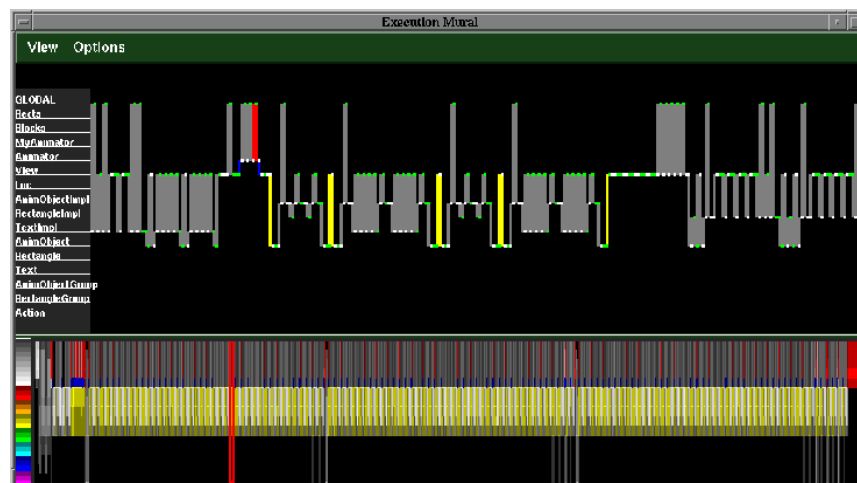 Execution Mural
View Options
GLOBAL
Rects
Blocks
MyAnimator
Animator
View
Line
AnimObjectImpl
RectangleImpl
TextImpl
AnimObject
Rectangle
Text
AnimObjectGroup
RectangleGroup
Action